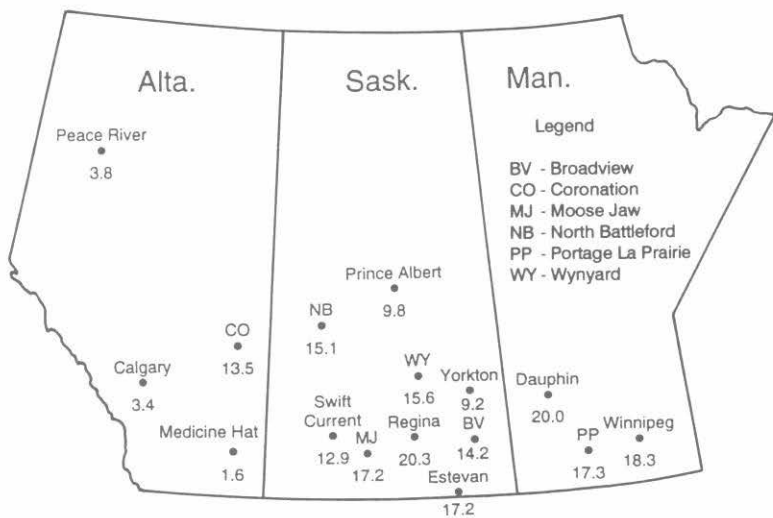 Alta.
Sask.
Man.
Legend
BV - Broadview
CO - Coronation
MJ - Moose Jaw
NB - North Battleford
PP - Portage La Prairie
WY - Wynyard
Peace River
3.8
Prince Albert
9.8
NB
15.1
CO
13.5
Calgary
3.4
Medicine Hat
1.6
WY
15.6
Yorkton
9.2
Swift
Current
12.9
MJ
17.2
Regina
20.3
BV
14.2
Estevan
17.2
Dauphin
20.0
PP
17.3
Winnipeg
18.3